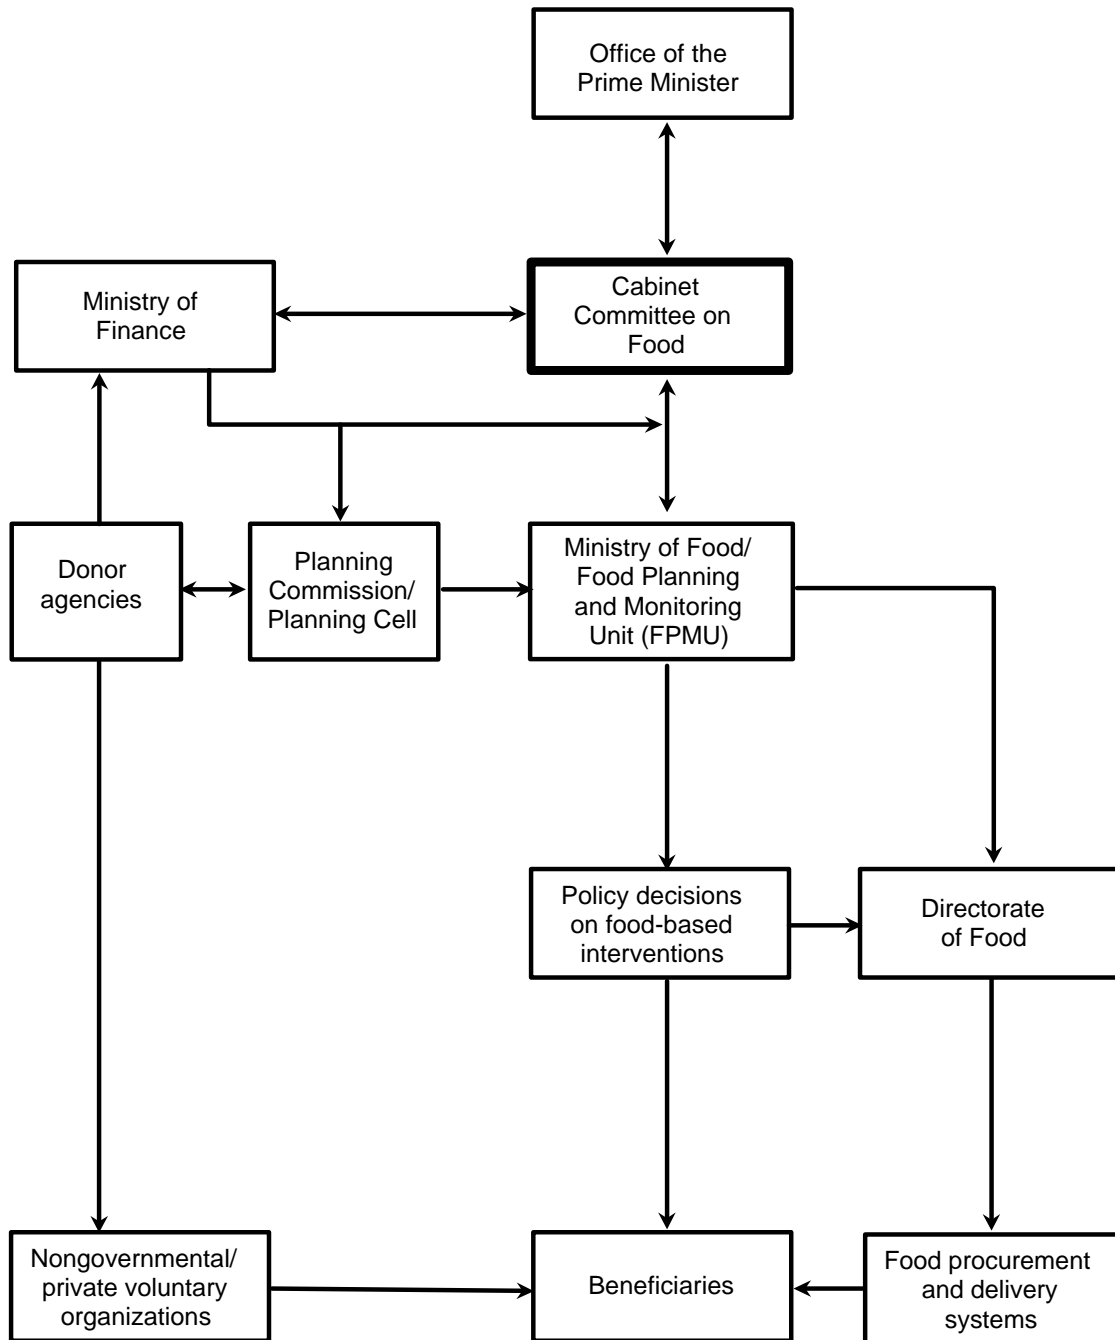 Office of the
Prime Minister
Ministry of
Finance
Cabinet
Committee on
Food
Donor
agencies
Planning
Commission/
Planning Cell
Ministry of Food/
Food Planning
and Monitoring
Unit (FPMU)
Policy decisions
on food-based
interventions
Directorate
of Food
Nongovernmental/
private voluntary
organizations
Beneficiaries
Food procurement
and delivery
systems